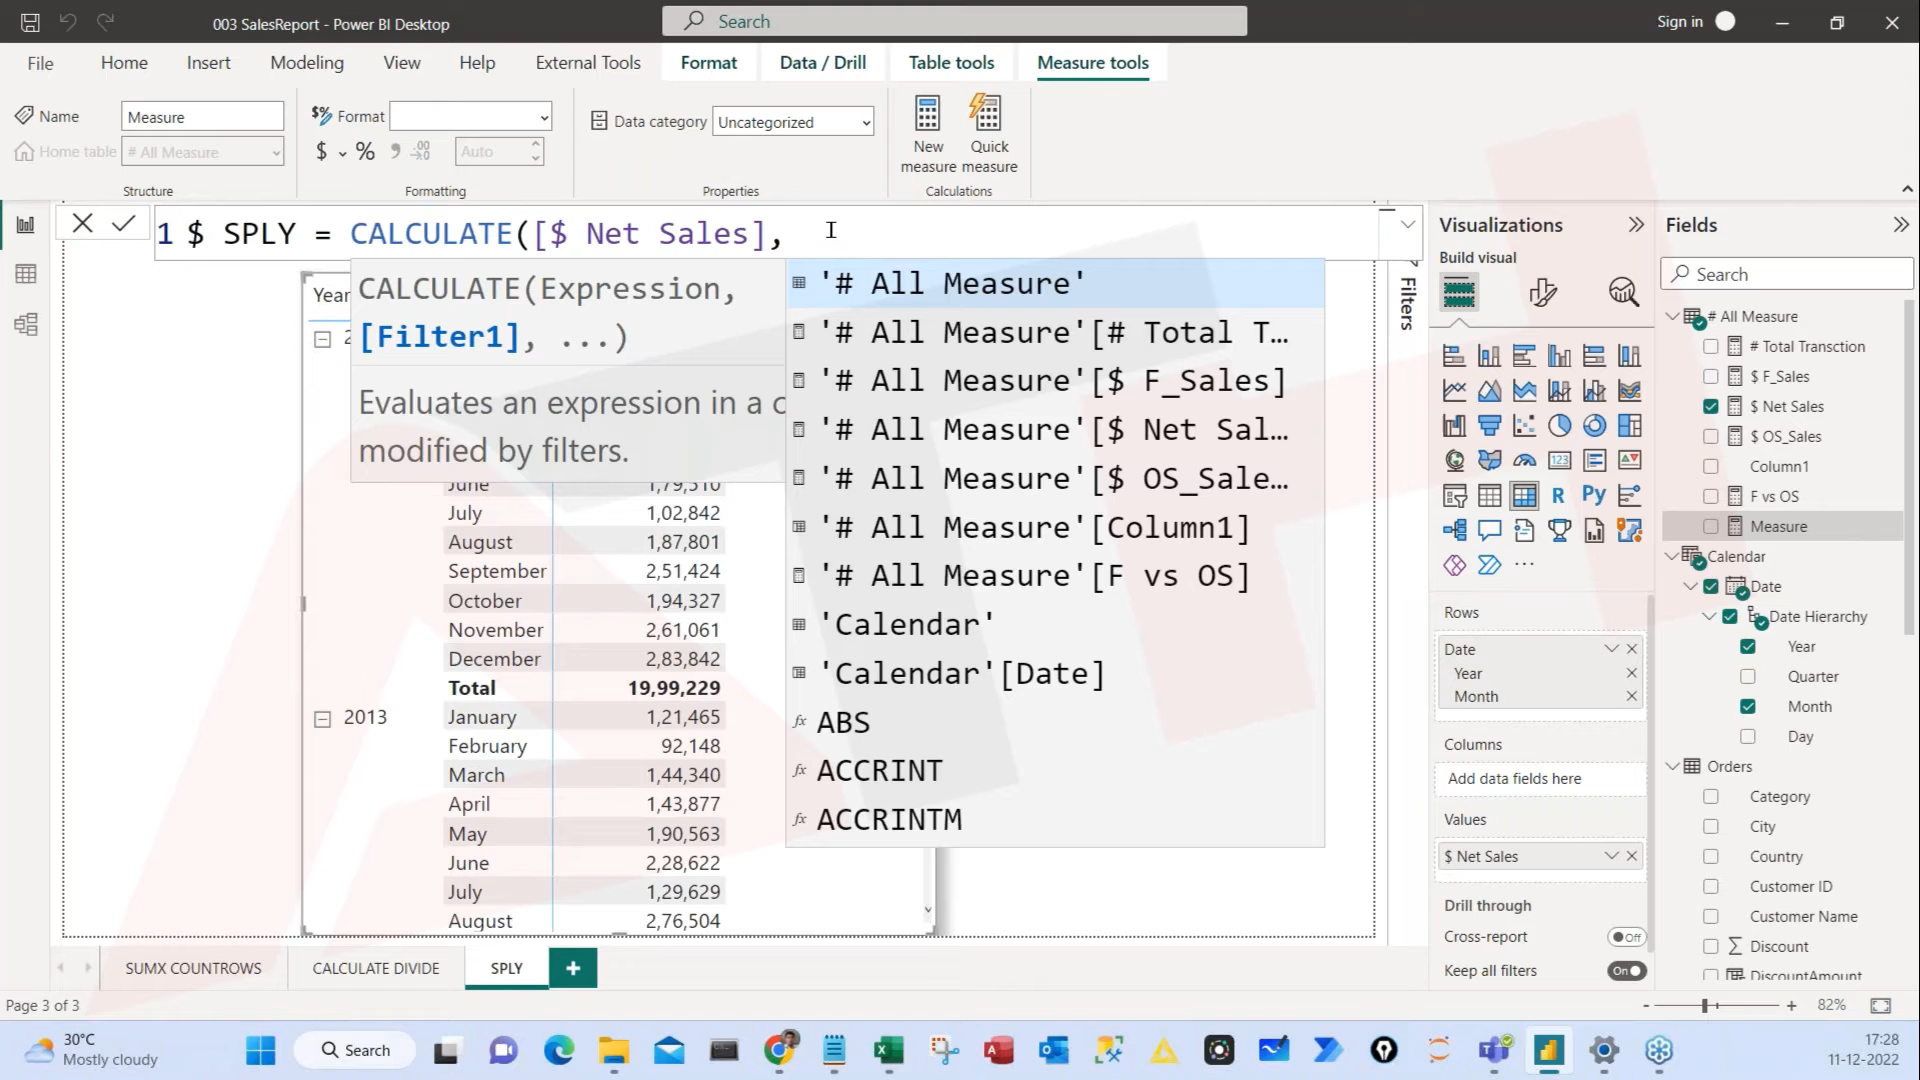 003 SalesReport - Power BI Desktop
Search
Sign in
File
Home
Insert
Modeling
View
Help
External Tools
Format
Data / Drill
Table tools
Measure tools
Name
Measure
Home table
# All Measure
Structure
Format
$
%
Auto
Formatting
Data category
Uncategorized
Properties
New measure
Quick measure
Calculations
1 $ SPLY = CALCULATE([$ Net Sales],
CALCULATE(Expression,
[Filter1], ...)
Evaluates an expression in a c
modified by filters.
'# All Measure'
'# All Measure'[# Total T...
'# All Measure'[$ F_Sales]
'# All Measure'[$ Net Sal...
'# All Measure'[$ OS_Sale...
'# All Measure'[Column1]
'# All Measure'[F vs OS]
'Calendar'
'Calendar'[Date]
ABS
ACCRINT
ACCRINTM
Year
2
June 1,79,510
July 1,02,842
August 1,87,801
September 2,51,424
October 1,94,327
November 2,61,061
December 2,83,842
Total 19,99,229
2013 January 1,21,465
February 92,148
March 1,44,340
April 1,43,877
May 1,90,563
June 2,28,622
July 1,29,629
August 2,76,504
Filters
Visualizations
Build visual
123
R
Py
...
Rows
Date
Year
Month
Columns
Add data fields here
Values
$ Net Sales
Drill through
Cross-report
Off
Keep all filters
On
Fields
Search
# All Measure
# Total Transction
$ F_Sales
$ Net Sales
$ OS_Sales
Column1
F vs OS
Measure
Calendar
Date
Date Hierarchy
Year
Quarter
Month
Day
Orders
Category
City
Country
Customer ID
Customer Name
Discount
DiscountAmount
SUMX COUNTROWS
CALCULATE DIVIDE
SPLY
+
Page 3 of 3
- + 82%
30°C
Mostly cloudy
Search
17:28
11-12-2022